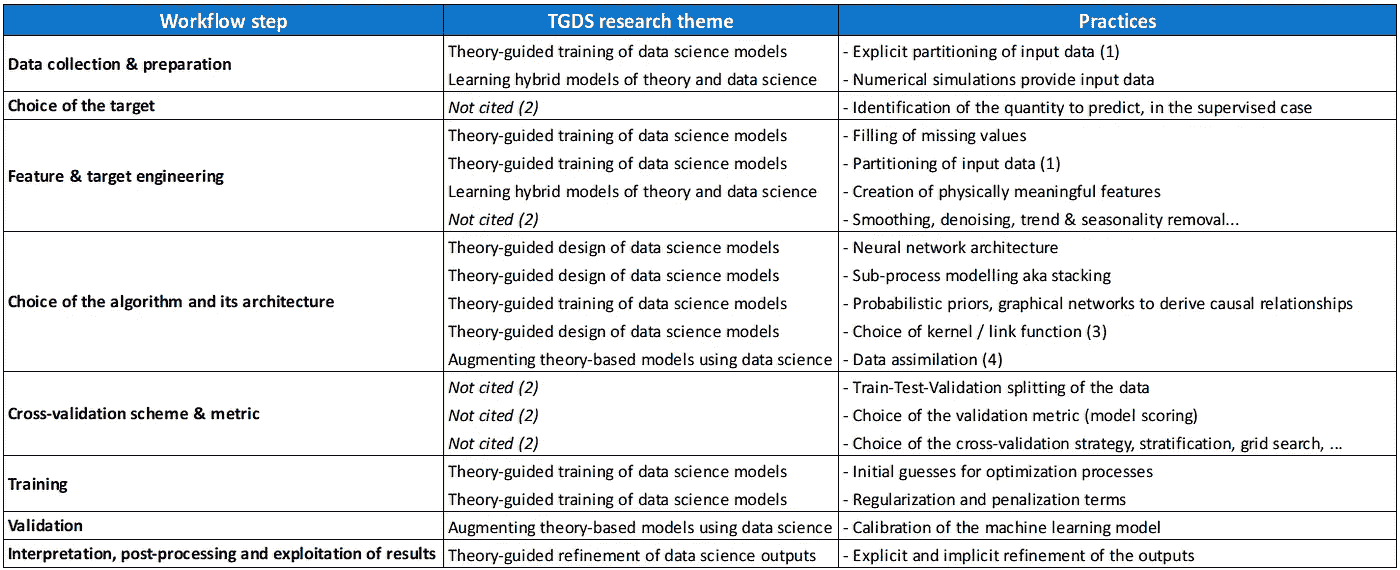 Workflow step TGDS research theme Practices
Data collection & preparation
Theory-guided training of data science models - Explicit partitioning of input data (1)
Learning hybrid models of theory and data science - Numerical simulations provide input data
Choice of the target Not cited (2) - Identification of the quantity to predict, in the supervised case
Feature & target engineering
Theory-guided training of data science models - Filling of missing values
Theory-guided training of data science models - Partitioning of input data (1)
Learning hybrid models of theory and data science - Creation of physically meaningful features
Not cited (2) - Smoothing, denoising, trend & seasonality removal...
Choice of the algorithm and its architecture
Theory-guided design of data science models - Neural network architecture
Theory-guided design of data science models - Sub-process modelling aka stacking
Theory-guided training of data science models - Probabilistic priors, graphical networks to derive causal relationships
Theory-guided design of data science models - Choice of kernel / link function (3)
Augmenting theory-based models using data science - Data assimilation (4)
Cross-validation scheme & metric
Not cited (2) - Train-Test-Validation splitting of the data
Not cited (2) - Choice of the validation metric (model scoring)
Not cited (2) - Choice of the cross-validation strategy, stratification, grid search, ...
Training
Theory-guided training of data science models - Initial guesses for optimization processes
Theory-guided training of data science models - Regularization and penalization terms
Validation Augmenting theory-based models using data science - Calibration of the machine learning model
Interpretation, post-processing and exploitation of results Theory-guided refinement of data science outputs - Explicit and implicit refinement of the outputs